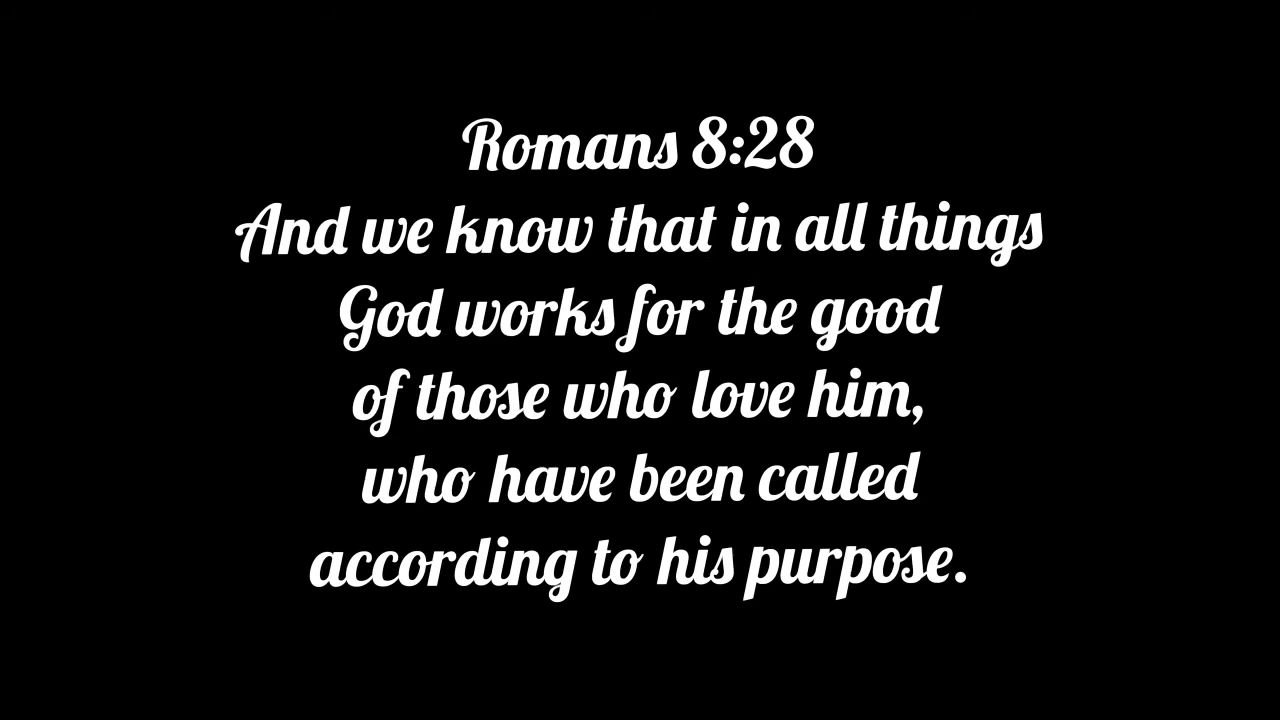 Romans 8:28
And we know that in all things
God works for the good
of those who love him,
who have been called
according to his purpose.